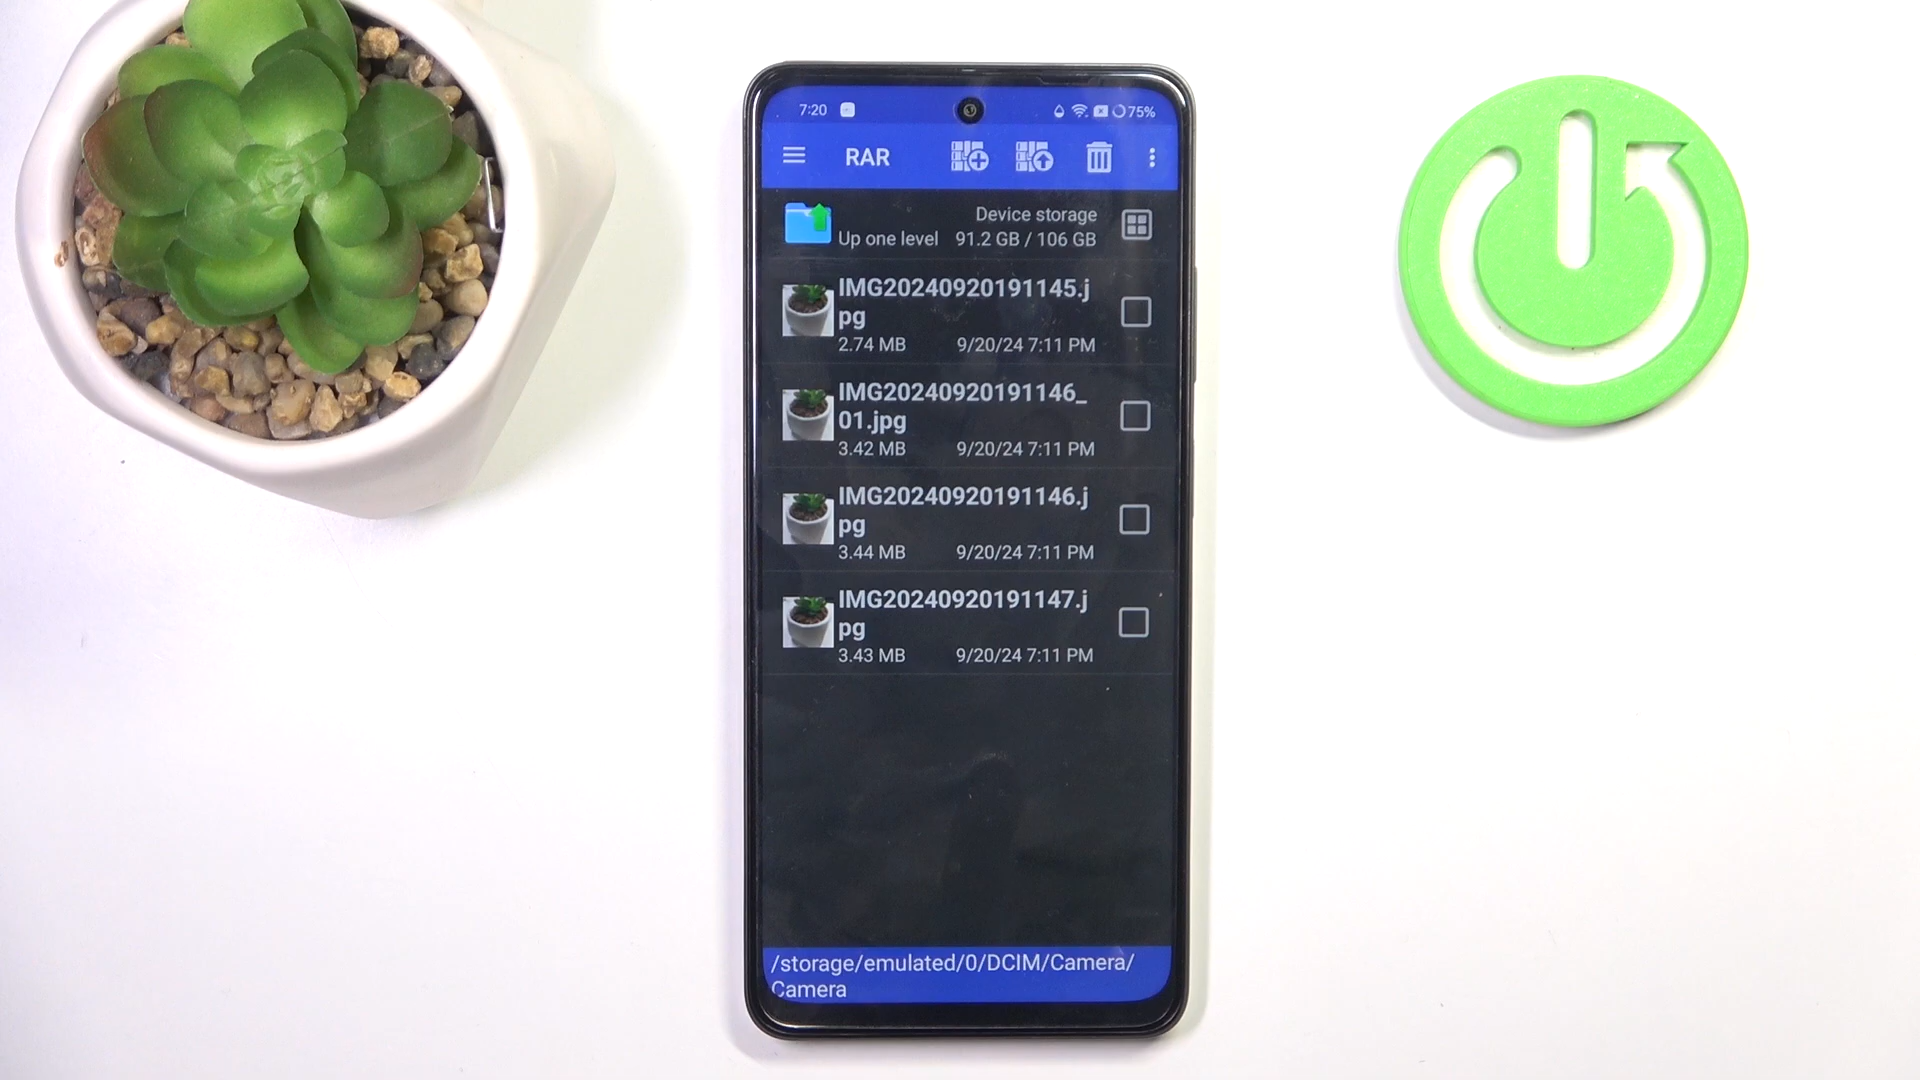 7:20 75%
RAR
Device storage
Up one level 91.2 GB / 106 GB
IMG20240920191145.j
pg
2.74 MB 9/20/24 7:11 PM
IMG20240920191146_
01.jpg
3.42 MB 9/20/24 7:11 PM
IMG20240920191146.j
pg
3.44 MB 9/20/24 7:11 PM
IMG20240920191147.j
pg
3.43 MB 9/20/24 7:11 PM
/storage/emulated/0/DCIM/Camera/
Camera